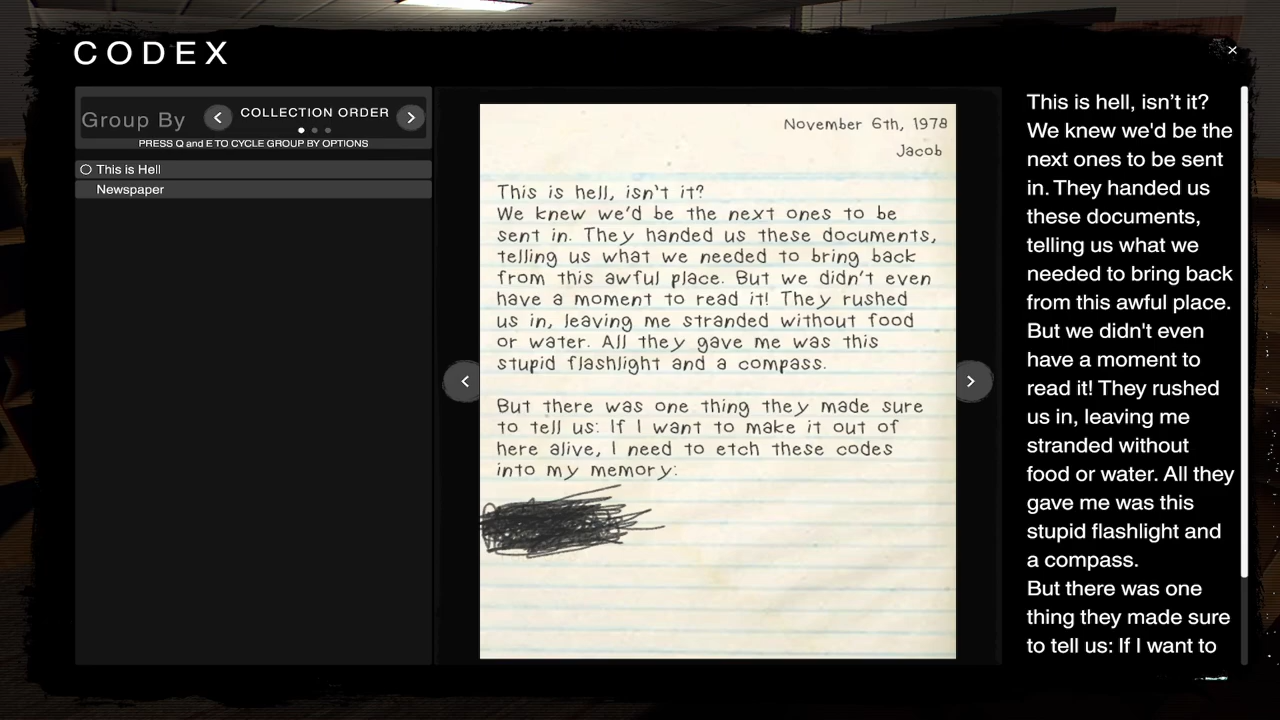 CODEX
Group By
COLLECTION ORDER
PRESS Q and E TO CYCLE GROUP BY OPTIONS
This is Hell
Newspaper
November 6th, 1978
Jacob
This is hell, isn't it?
We knew we'd be the next ones to be
sent in. They handed us these documents,
telling us what we needed to bring back
from this awful place. But we didn't even
have a moment to read it! They rushed
us in, leaving me stranded without food
or water. All they gave me was this
stupid flashlight and a compass.
But there was one thing they made sure
to tell us: If I want to make it out of
here alive, I need to etch these codes
into my memory:
This is hell, isn't it?
We knew we'd be the
next ones to be sent
in. They handed us
these documents,
telling us what we
needed to bring back
from this awful place.
But we didn't even
have a moment to
read it! They rushed
us in, leaving me
stranded without
food or water. All they
gave me was this
stupid flashlight and
a compass.
But there was one
thing they made sure
to tell us: If I want to